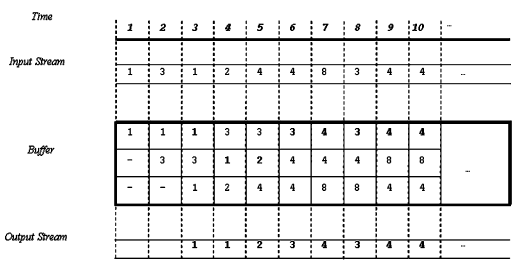 Time 1 2 3 4 5 6 7 8 9 10 ...
Input Stream 1 3 1 2 4 4 8 3 4 4 ...
1 1 1 3 3 3 4 3 4 4
Buffer - 3 3 1 2 4 4 4 8 8 ...
- - 1 2 4 4 8 8 4 4
Output Stream 1 1 2 3 4 3 4 4 ...